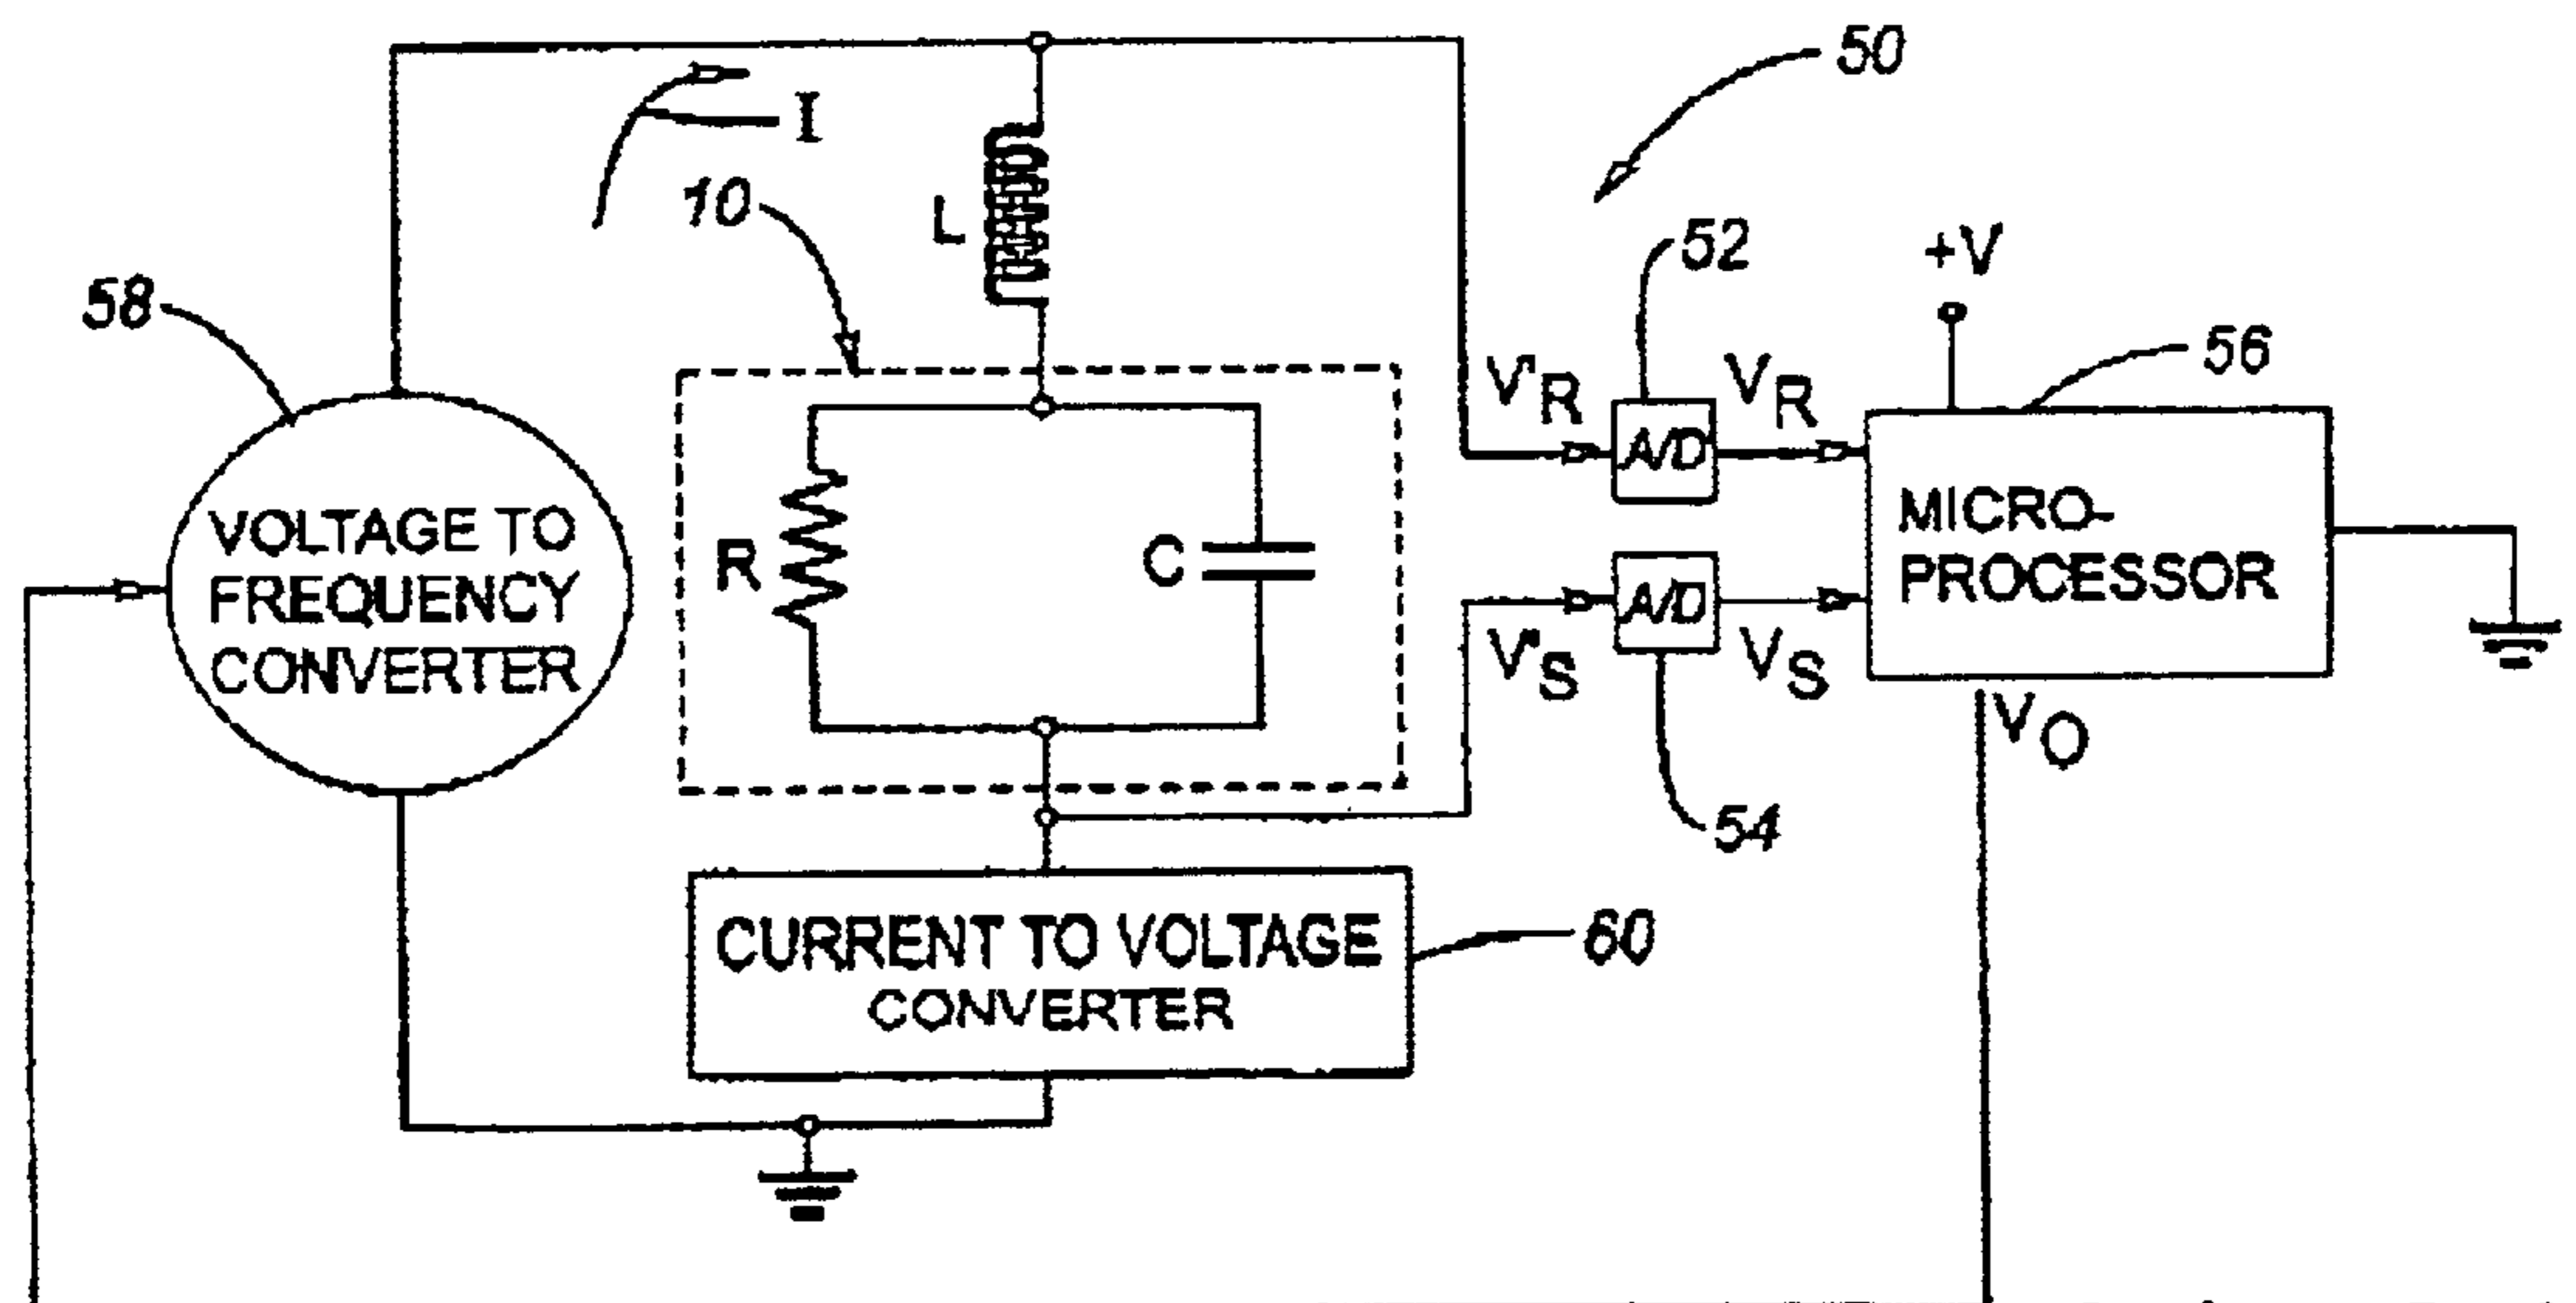 50
I
10
L
52
+V
58
56
V'R
A/D
VR
VOLTAGE TO
FREQUENCY
CONVERTER
R
C
MICRO-
PROCESSOR
V'S
A/D
VS
VO
54
CURRENT TO VOLTAGE
CONVERTER
60